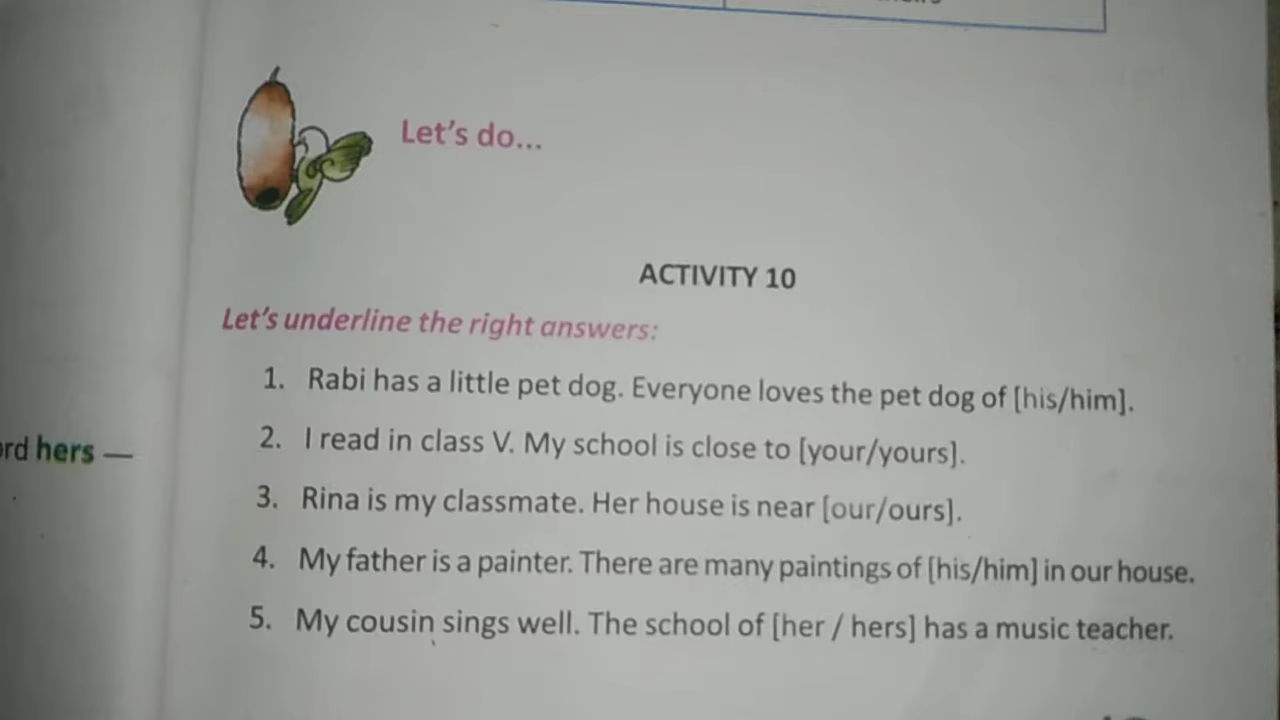 Let's do...
ACTIVITY 10
Let's underline the right answers:
1. Rabi has a little pet dog. Everyone loves the pet dog of [his/him].
2. I read in class V. My school is close to [your/yours].
hers —
3. Rina is my classmate. Her house is near [our/ours].
4. My father is a painter. There are many paintings of [his/him] in our house.
5. My cousin sings well. The school of [her / hers] has a music teacher.